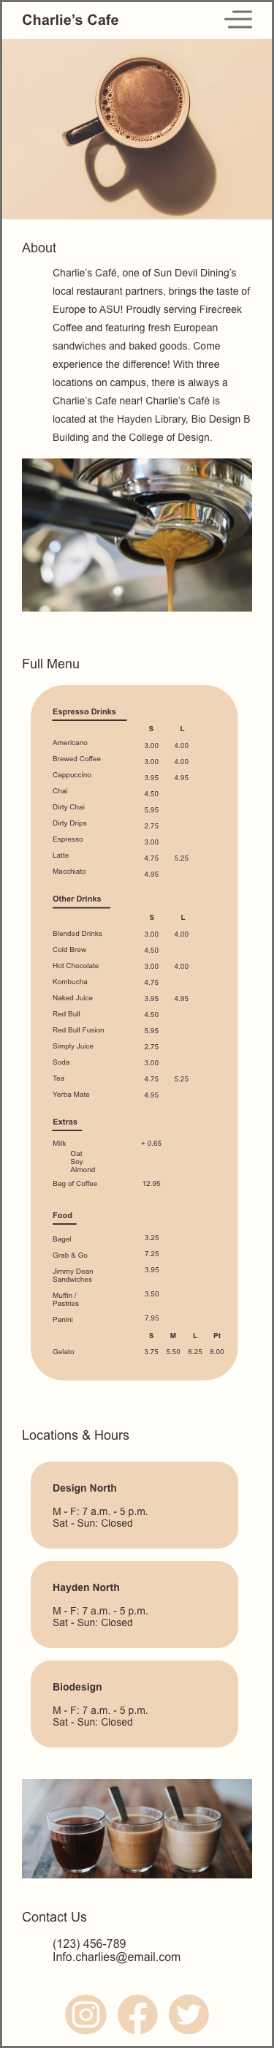 Charlie's Cafe
About
Charlie's Café, one of Sun Devil Dining's
local restaurant partners, brings the taste of
Europe to ASU! Proudly serving Firecreek
Coffee and featuring fresh European
sandwiches and baked goods. Come
experience the difference! With three
locations on campus, there is always a
Charlie's Cafe near! Charlie's Café is
located at the Hayden Library, Bio Design B
Building and the College of Design.
Full Menu
Espresso Drinks
S L
Americano 3.00 4.00
Brewed Coffee 3.00 4.00
Cappuccino 3.95 4.95
Chai 4.50
Dirty Chai 5.95
Dirty Drips 2.75
Espresso 3.00
Latte 4.75 5.25
Macchiato 4.95
Other Drinks
S L
Blended Drinks 3.00 4.00
Cold Brew 4.50
Hot Chocolate 3.00 4.00
Kombucha 4.75
Naked Juice 3.95 4.95
Red Bull 4.50
Red Bull Fusion 5.95
Simply Juice 2.75
Soda 3.00
Tea 4.75 5.25
Yerba Mate 4.95
Extras
Milk + 0.65
Oat
Soy
Almond
Bag of Coffee 12.95
Food
Bagel 3.25
Grab & Go 7.25
Jimmy Dean 3.95
Sandwiches
Muffin / 3.50
Pastries
Panini 7.95
S M L Pt
Gelato 3.75 5.50 6.25 8.00
Locations & Hours
Design North
M - F: 7 a.m. - 5 p.m.
Sat - Sun: Closed
Hayden North
M - F: 7 a.m. - 5 p.m.
Sat - Sun: Closed
Biodesign
M - F: 7 a.m. - 5 p.m.
Sat - Sun: Closed
Contact Us
(123) 456-789
Info.charlies@email.com